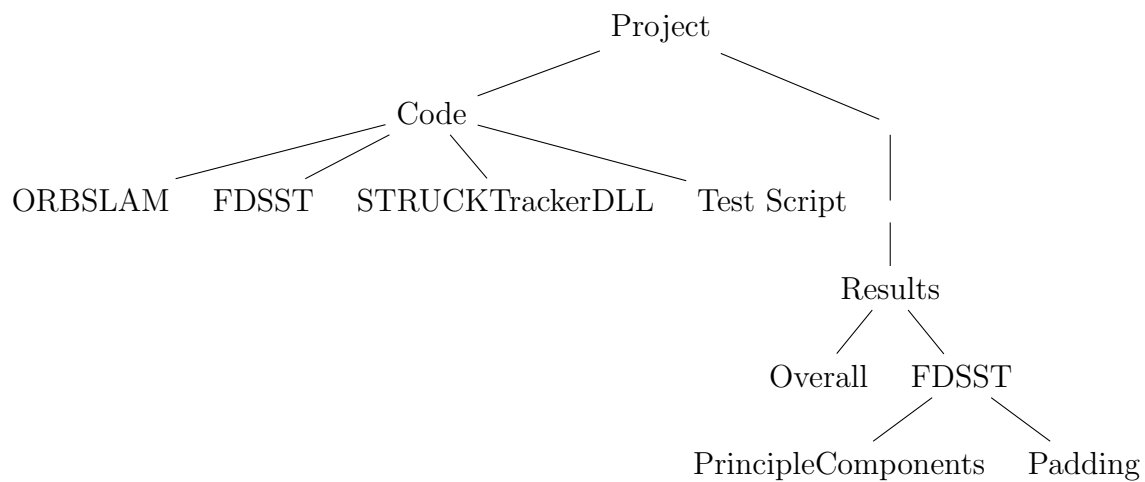 Project
Code
ORBSLAM FDSST STRUCKTrackerDLL Test Script
Results
Overall FDSST
PrincipleComponents Padding